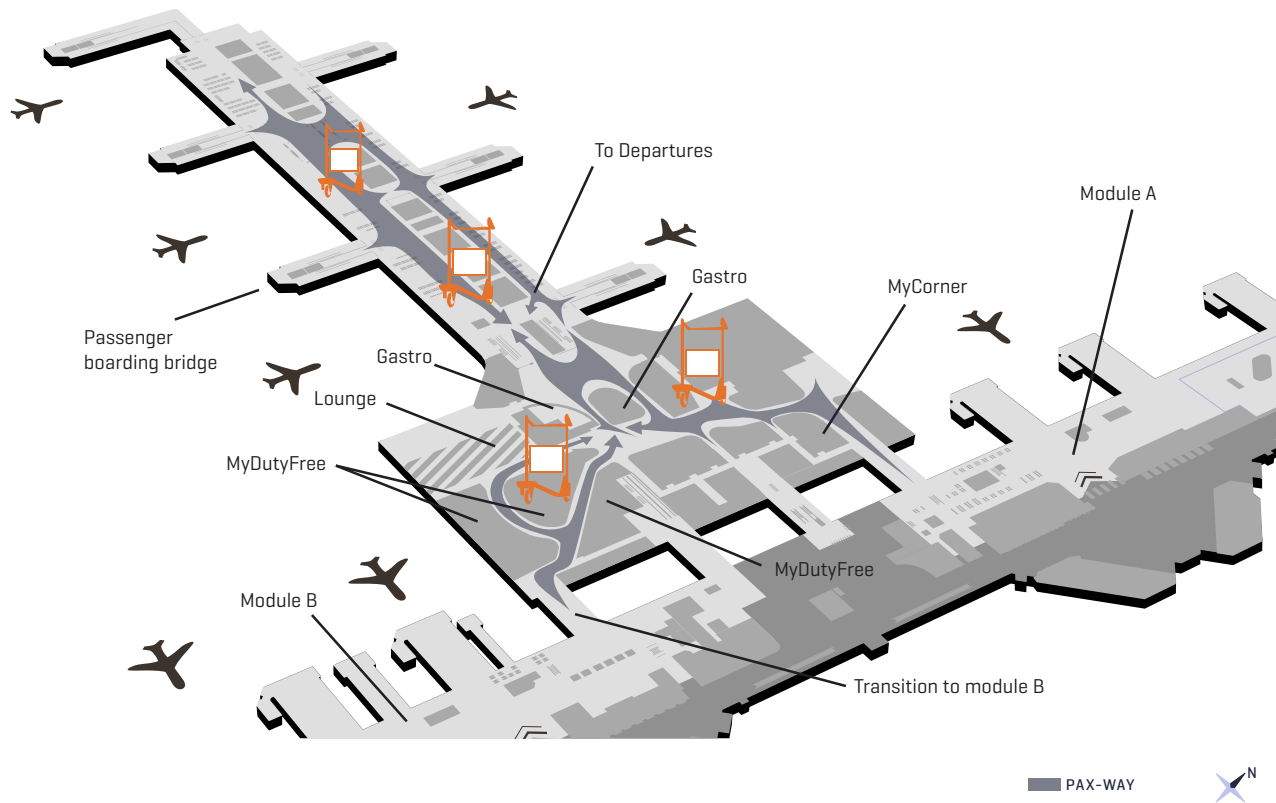 To Departures
Module A
Gastro
MyCorner
Passenger
boarding bridge
Gastro
Lounge
MyDutyFree
MyDutyFree
Module B
Transition to module B
PAX-WAY
N